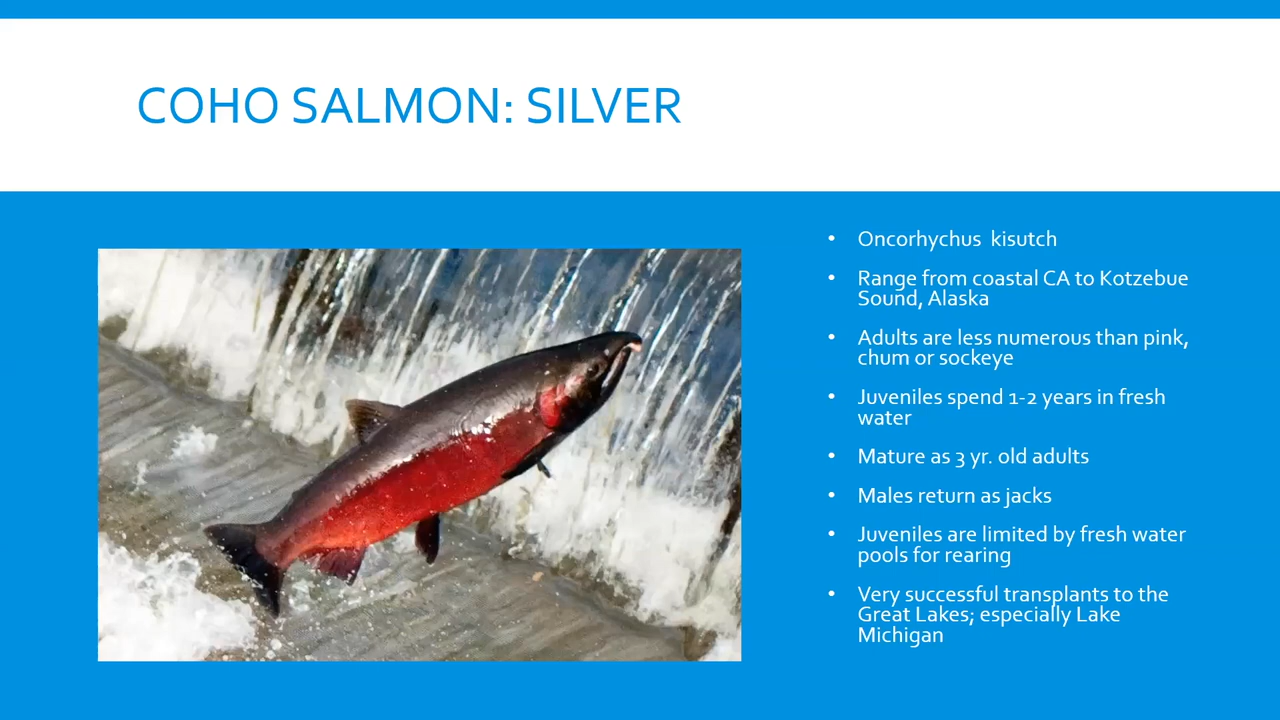 COHO SALMON: SILVER
• Oncorhychus kisutch
• Range from coastal CA to Kotzebue
Sound, Alaska
• Adults are less numerous than pink,
chum or sockeye
• Juveniles spend 1-2 years in fresh
water
• Mature as 3 yr. old adults
• Males return as jacks
• Juveniles are limited by fresh water
pools for rearing
• Very successful transplants to the
Great Lakes; especially Lake
Michigan